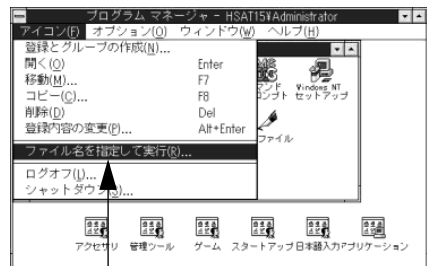 プログラム マネージャ - HSAT15¥Administrator
アイコン(F) オプション(O) ウィンドウ(W) ヘルプ(H)
登録とグループの作成(N)...
開く(O) Enter
移動(M)... F7
コピー(C)... F8
削除(D) Del
登録内容の変更(P)... Alt+Enter
ファイル名を指定して実行(R)...
ログオフ(L)...
シャットダウン(S)...
Windows NT
セットアップ
ファイル
アクセサリ 管理ツール ゲーム スタートアップ 日本語入力 アプリケーション